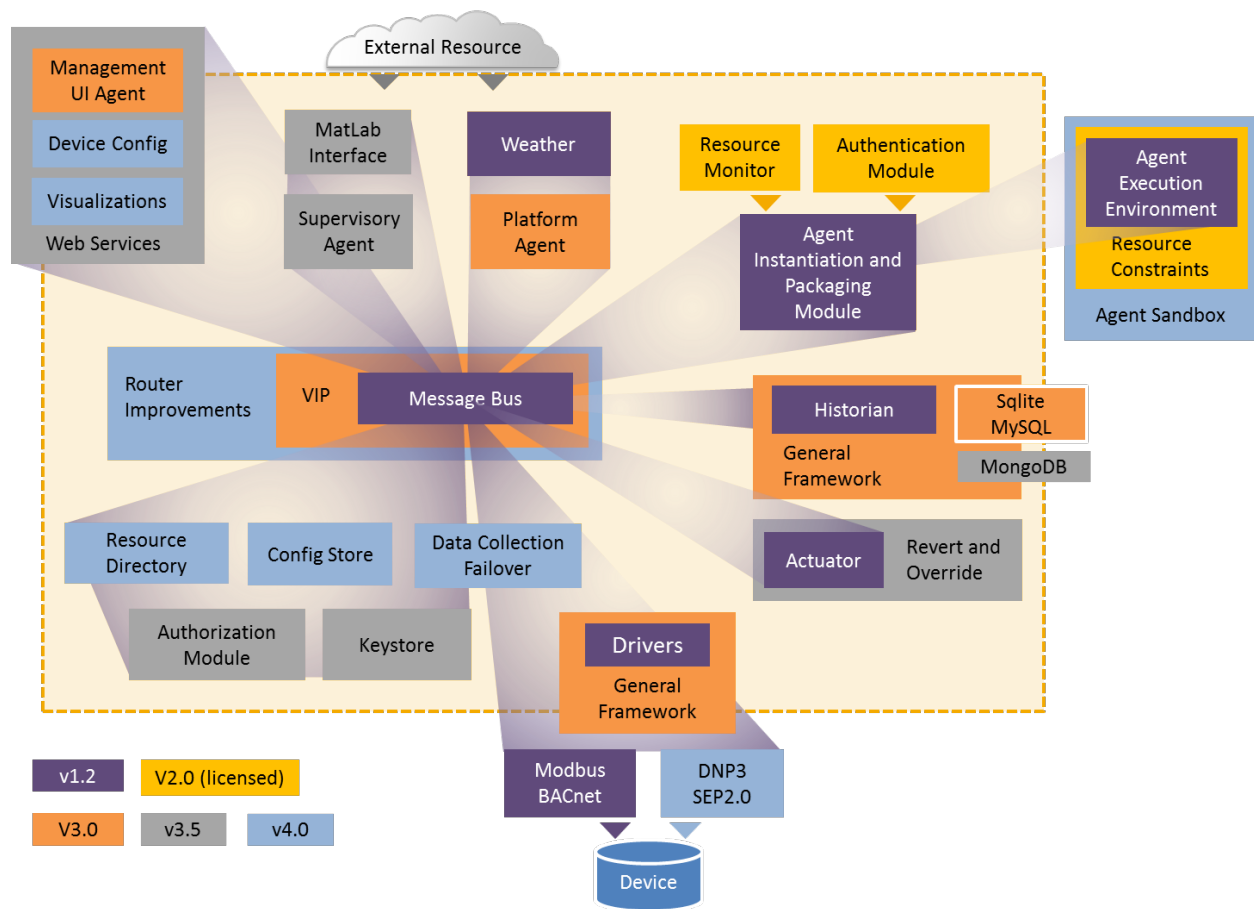 External Resource
Management
UI Agent
Device Config
Visualizations
Web Services
MatLab
Interface
Supervisory
Agent
Weather
Platform
Agent
Resource
Monitor
Authentication
Module
Agent
Instantiation and
Packaging
Module
Agent
Execution
Environment
Resource
Constraints
Agent Sandbox
Router
Improvements
VIP
Message Bus
Historian
General
Framework
Sqlite
MySQL
MongoDB
Resource
Directory
Config Store
Data Collection
Failover
Actuator
Revert and
Override
Authorization
Module
Keystore
Drivers
General
Framework
Modbus
BACnet
DNP3
SEP2.0
Device
v1.2
V2.0 (licensed)
V3.0
v3.5
v4.0